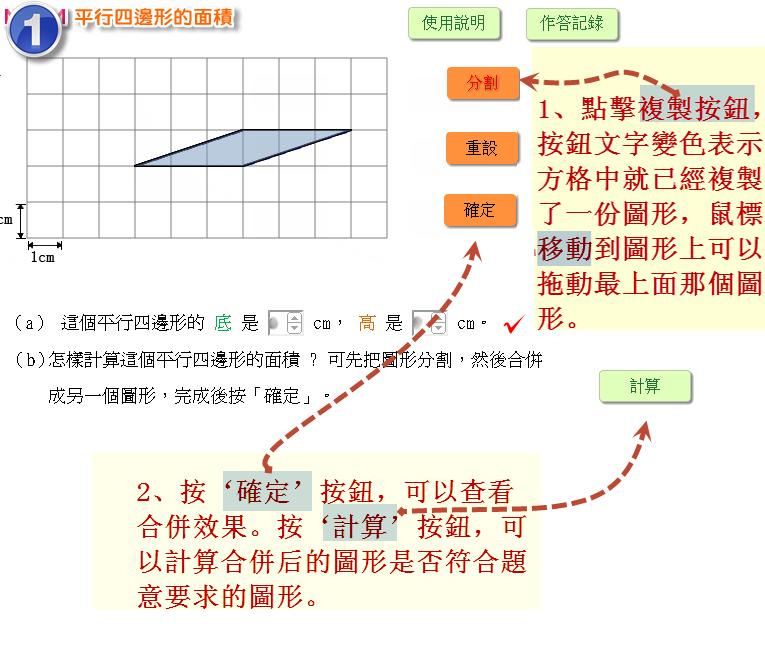 1 平行四邊形的面積
使用說明
作答記錄
分割
重設
確定
1、點擊複製按鈕，
按鈕文字變色表示
方格中就已經複製
了一份圖形，鼠標
移動到圖形上可以
拖動最上面那個圖
形。
cm
1cm
(a) 這個平行四邊形的 底 是 cm， 高 是 cm。
(b)怎樣計算這個平行四邊形的面積 ? 可先把圖形分割，然後合併
成另一個圖形，完成後按「確定」。
計算
2、按‘確定’按鈕，可以查看
合併效果。按‘計算’按鈕，可
以計算合併后的圖形是否符合題
意要求的圖形。